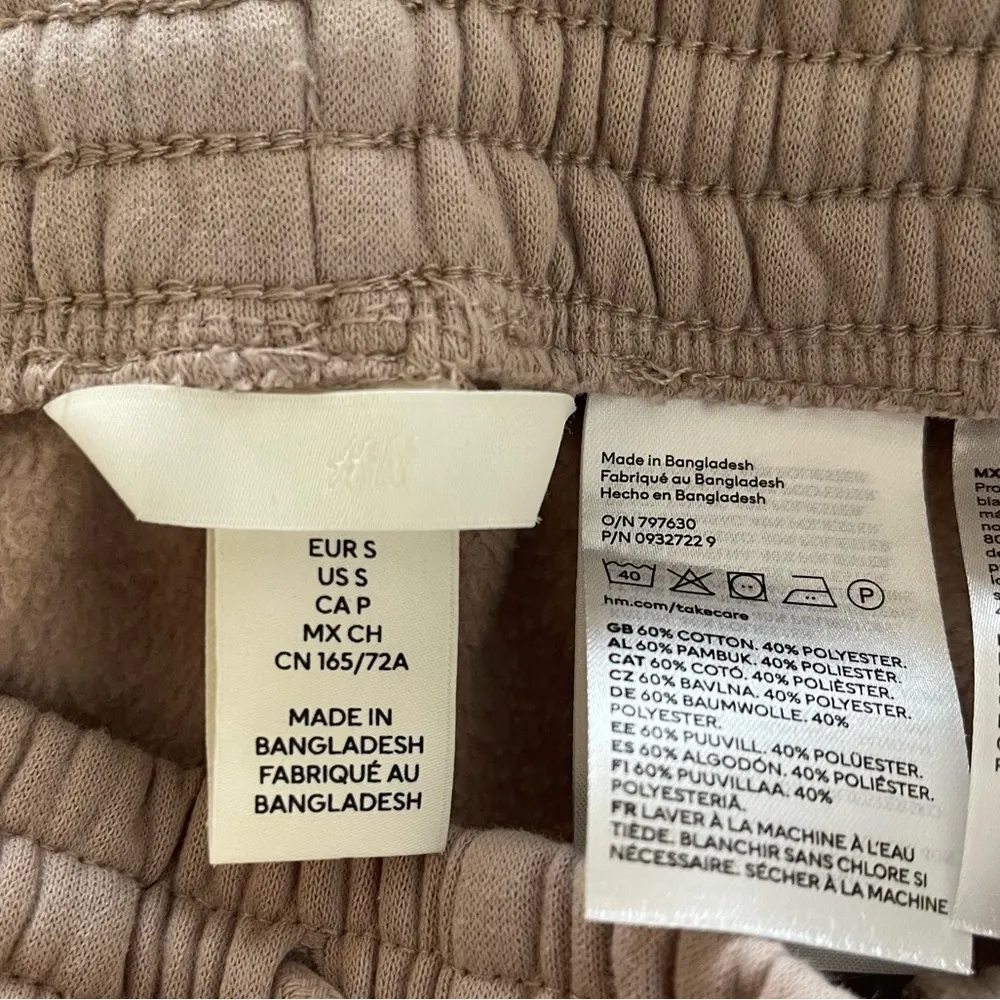 H&M
EUR S
US S
CA P
MX CH
CN 165/72A
MADE IN
BANGLADESH
FABRIQUÉ AU
BANGLADESH
Made in Bangladesh
Fabriqué au Bangladesh
Hecho en Bangladesh
O/N 797630
P/N 0932722 9
40
P
hm.com/takecare
GB 60% COTTON. 40% POLYESTER.
AL 60% PAMBUK. 40% POLIESTËR.
CAT 60% COTÓ. 40% POLIÈSTER.
CZ 60% BAVLNA. 40% POLYESTER.
DE 60% BAUMWOLLE. 40%
POLYESTER.
EE 60% PUUVILL. 40% POLÜESTER.
ES 60% ALGODÓN. 40% POLIÉSTER.
FI 60% PUUVILLAA. 40%
POLYESTERIÄ.
FR LAVER À LA MACHINE À L'EAU
TIÈDE. BLANCHIR SANS CHLORE SI
NÉCESSAIRE. SÉCHER À LA MACHINE
MX